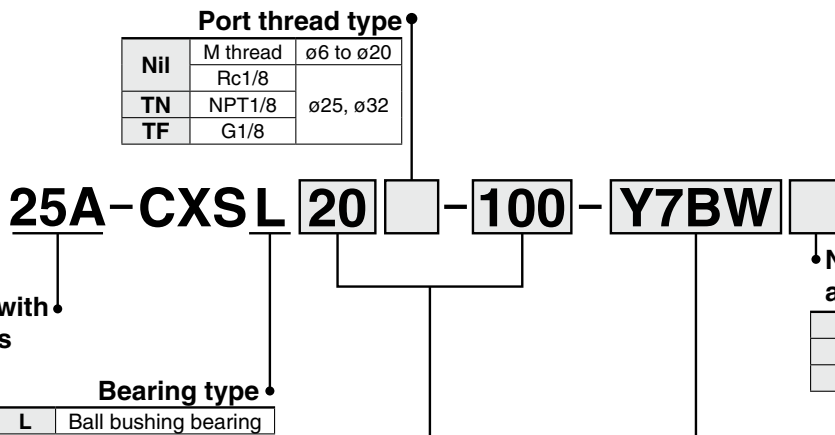 Port thread type
Nil M thread ø6 to ø20
Rc1/8 ø25, ø32
TN NPT1/8
TF G1/8
25A-CXSL 20 -100-Y7BW
with
s
Bearing type
L Ball bushing bearing